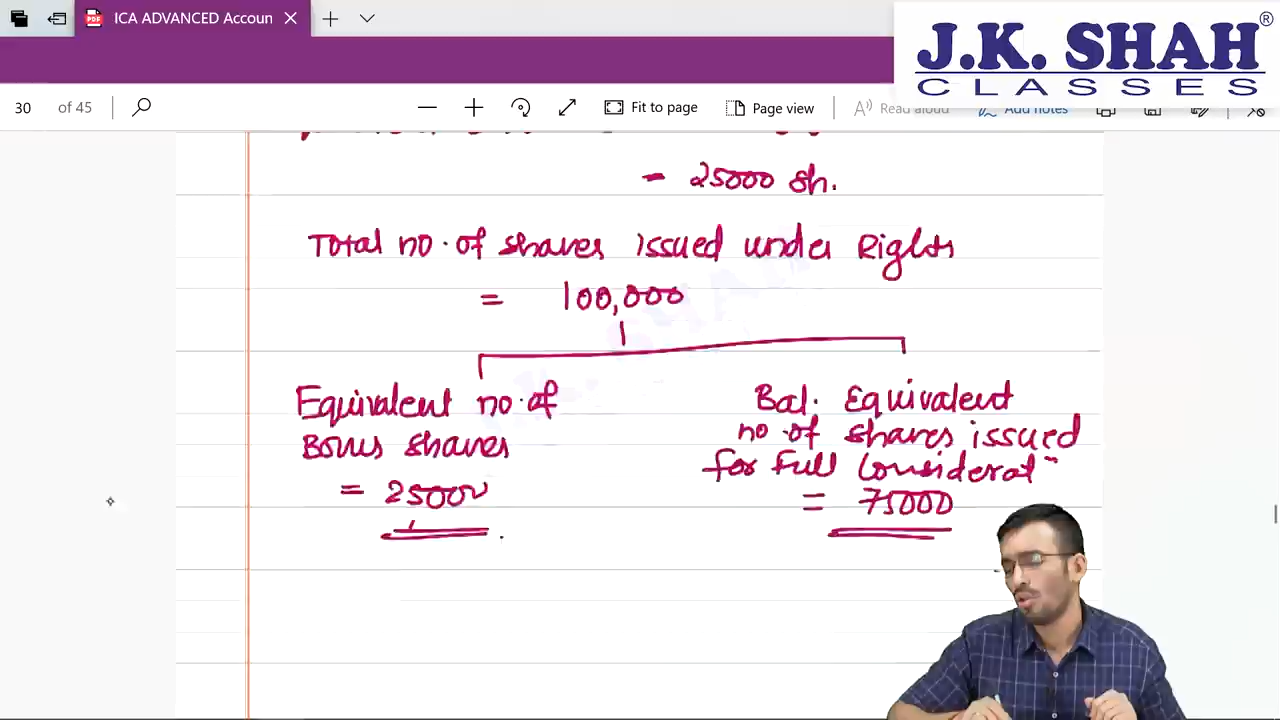 ICA ADVANCED Accoun
J.K. SHAH®
CLASSES
30 of 45
Fit to page
Page view
Read aloud
Add notes
= 25000 Sh.
Total no. of shares issued under Rights
= 100,000
Equivalent no. of
Bonus shares
= 25000
Bal. Equivalent
no. of shares issued
for Full Considerat
= 75000